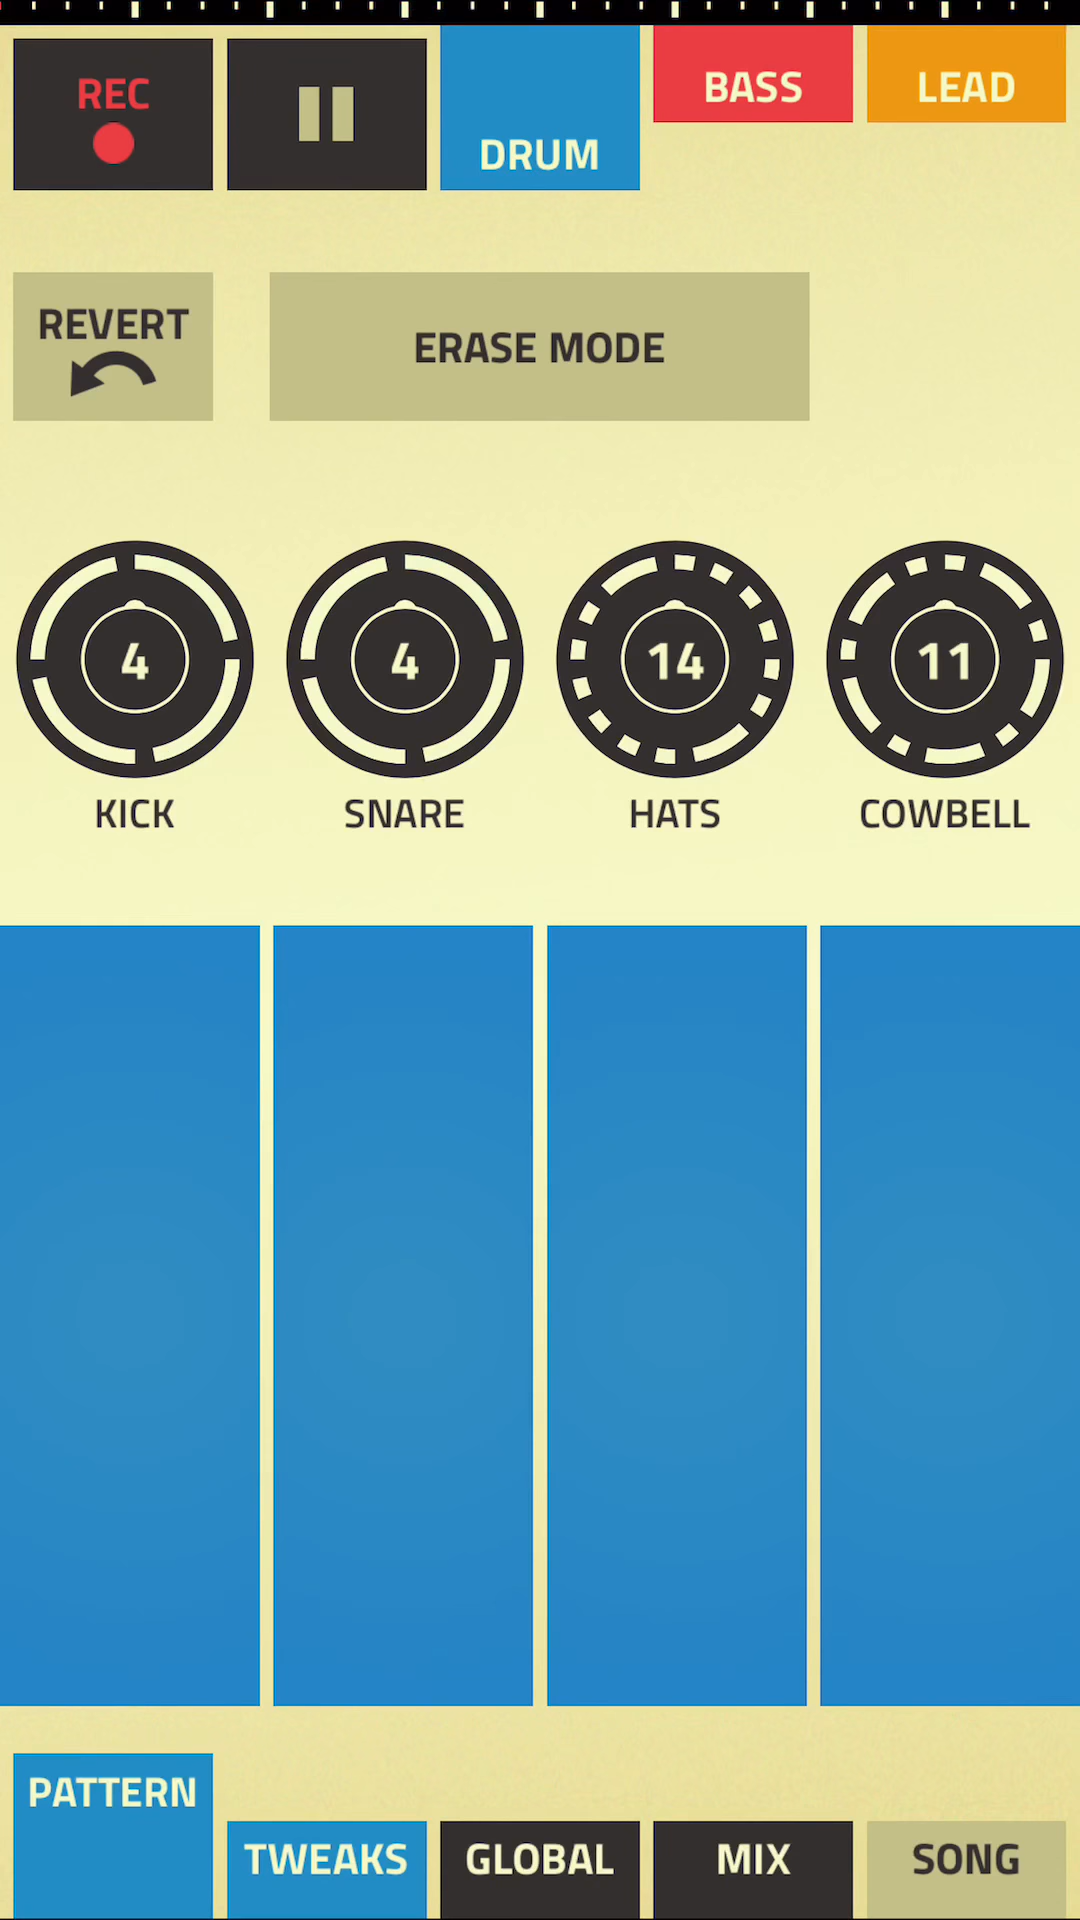 REC
DRUM
BASS
LEAD
REVERT
ERASE MODE
4
4
14
11
KICK
SNARE
HATS
COWBELL
PATTERN
TWEAKS
GLOBAL
MIX
SONG